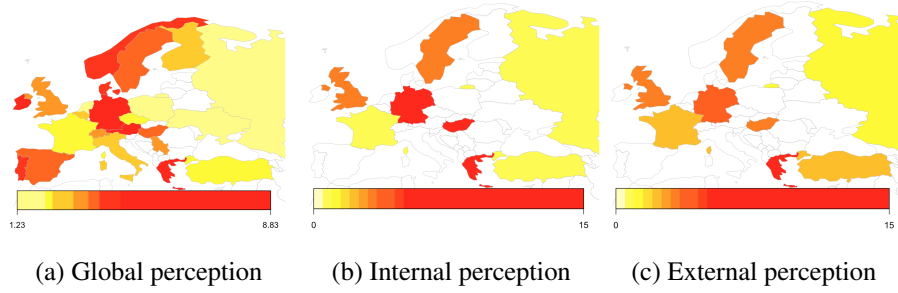 1.23 8.83 0 15 0 15
(a) Global perception (b) Internal perception (c) External perception